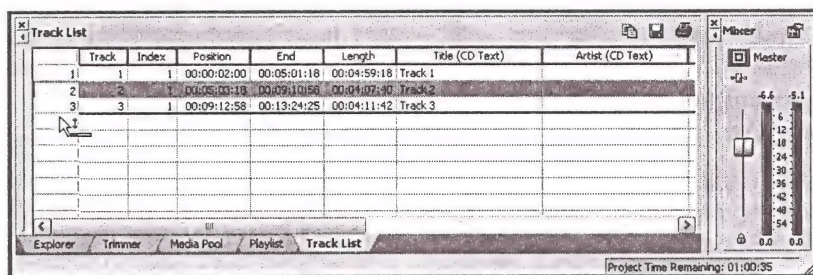 Track List
Track Index Position End Length Title (CD Text) Artist (CD Text)
1 1 1 00:00:02:00 00:05:01:18 00:04:59:18 Track 1
2 2 1 00:05:03:18 00:09:10:58 00:04:07:40 Track 2
3 3 1 00:09:12:58 00:13:24:25 00:04:11:42 Track 3
Explorer Trimmer Media Pool Playlist Track List
Mixer
Master
-6.6 -5.1
6
12
18
24
30
36
42
48
54
0.0 0.0
Project Time Remaining: 01:00:35